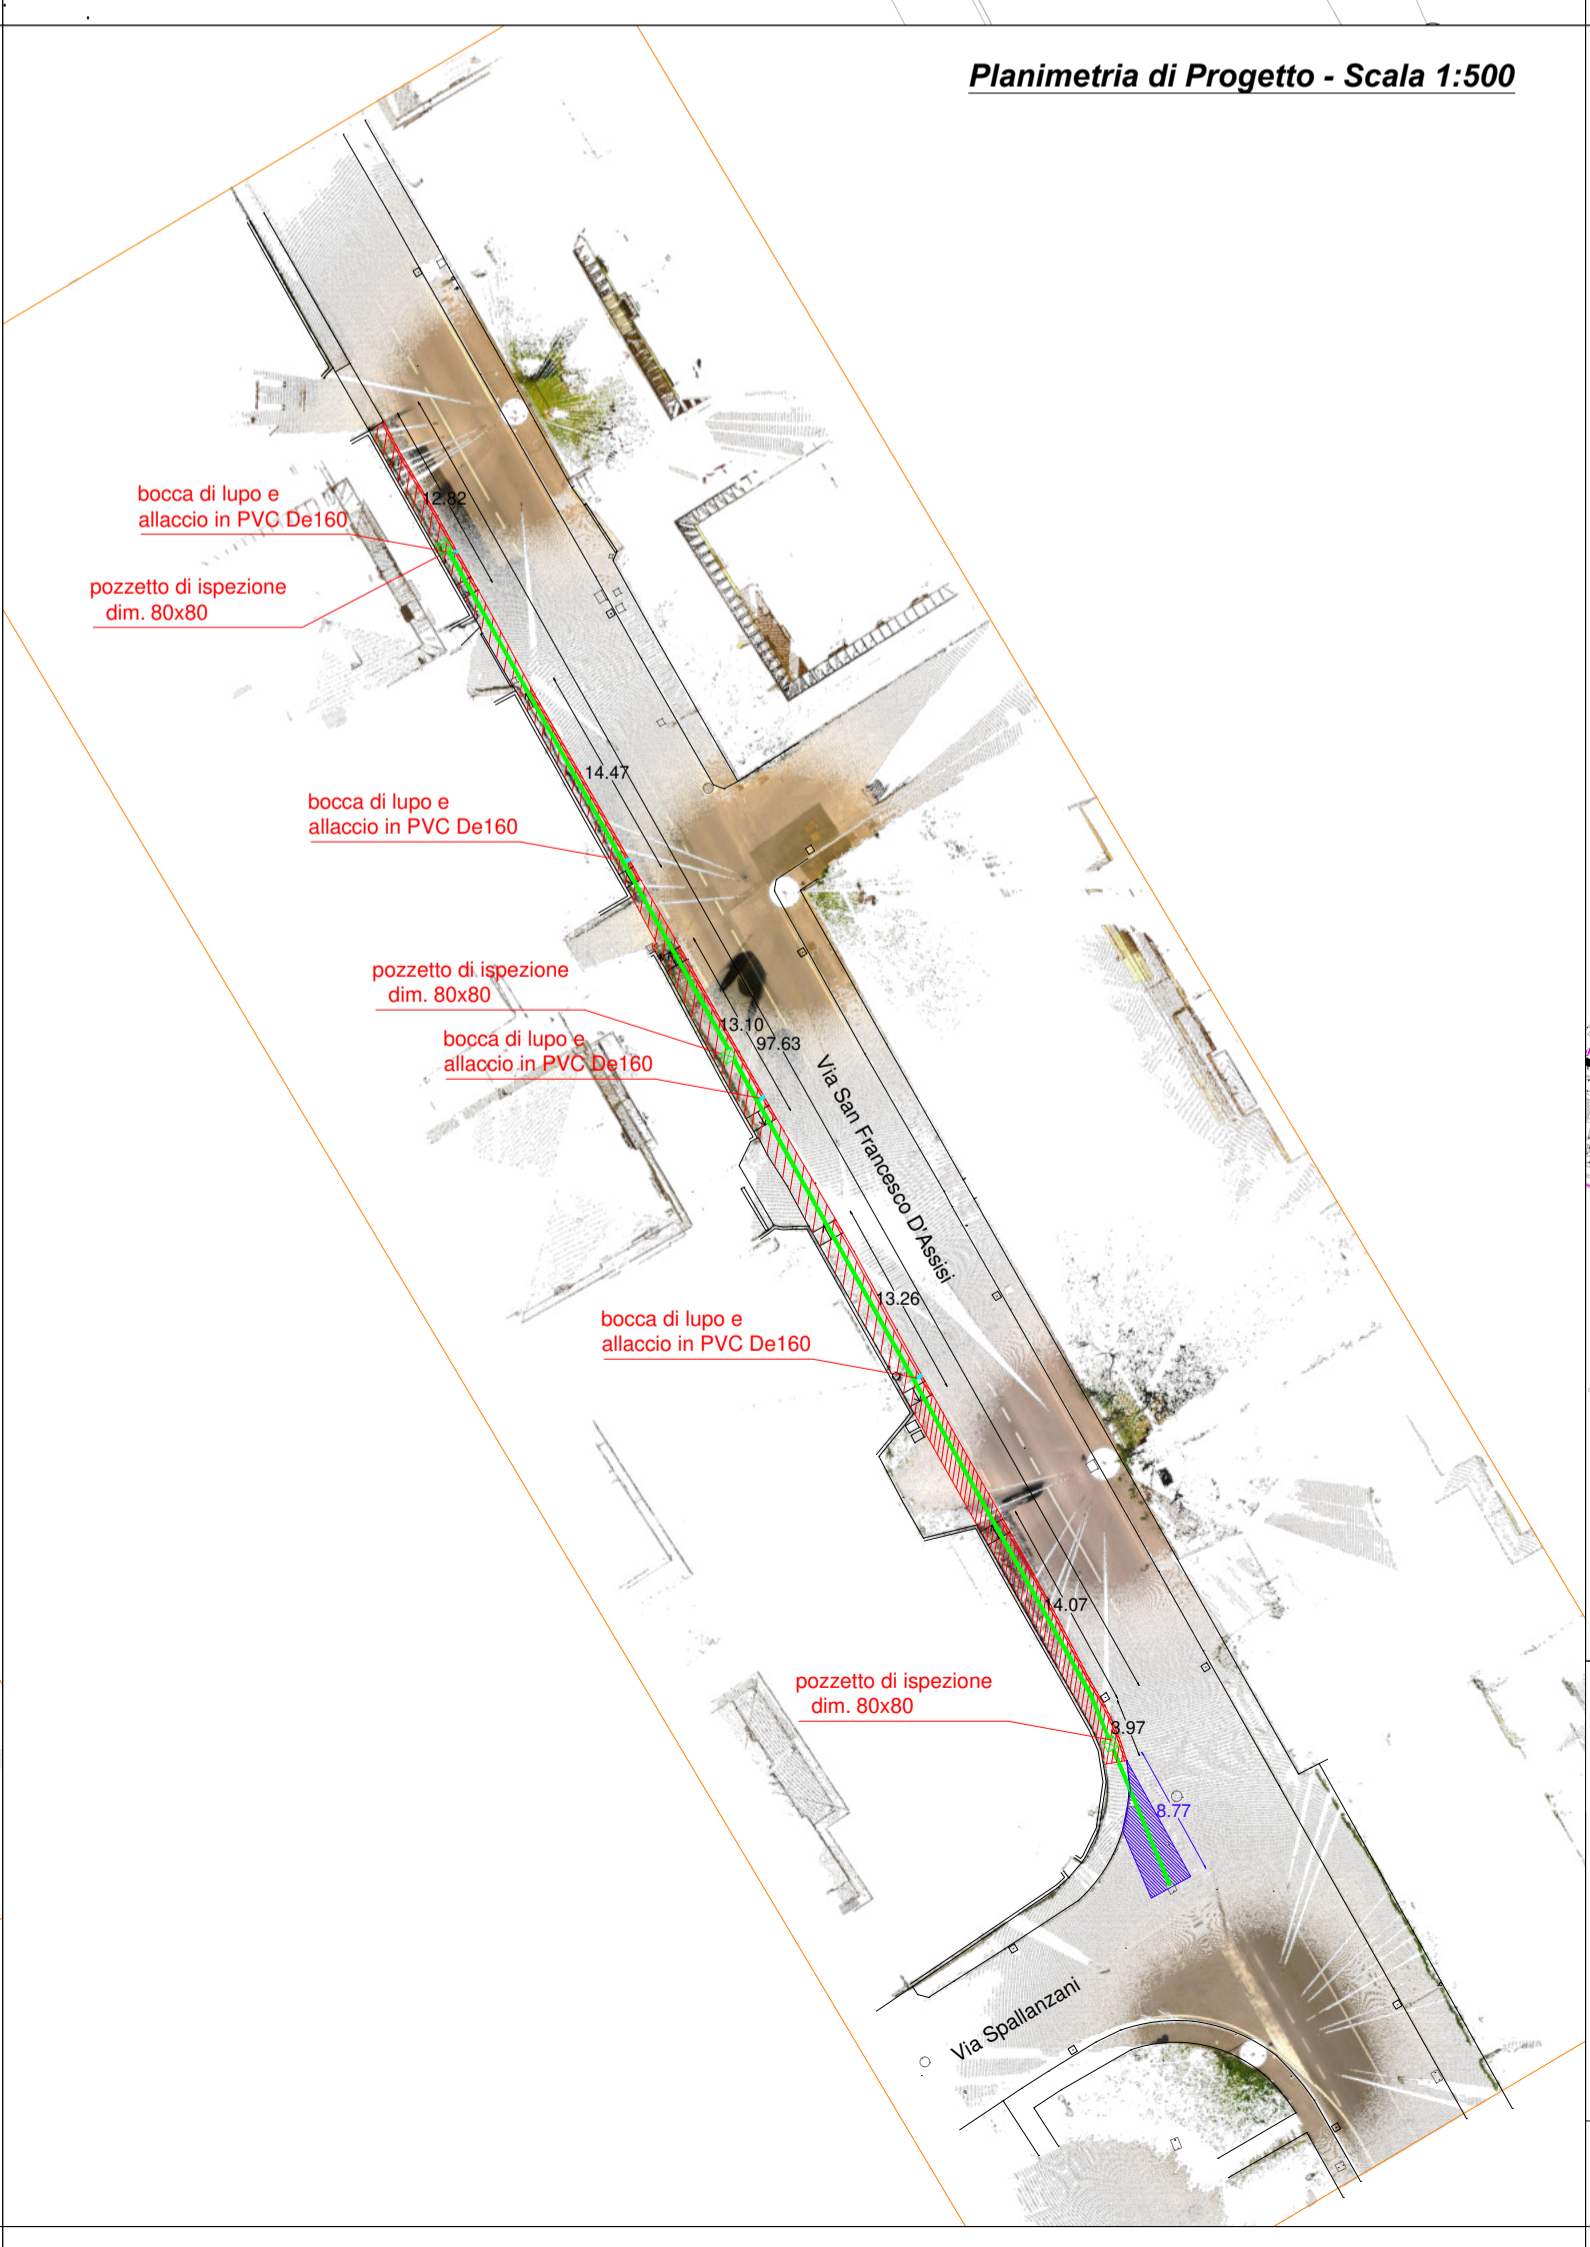 Planimetria di Progetto - Scala 1:500
12.82
bocca di lupo e
allaccio in PVC De160
pozzetto di ispezione
dim. 80x80
14.47
bocca di lupo e
allaccio in PVC De160
pozzetto di ispezione
dim. 80x80
13.10
97.63
bocca di lupo e
allaccio in PVC De160
Via San Francesco D'Assisi
13.26
bocca di lupo e
allaccio in PVC De160
14.07
pozzetto di ispezione
dim. 80x80
3.97
8.77
Via Spallanzani